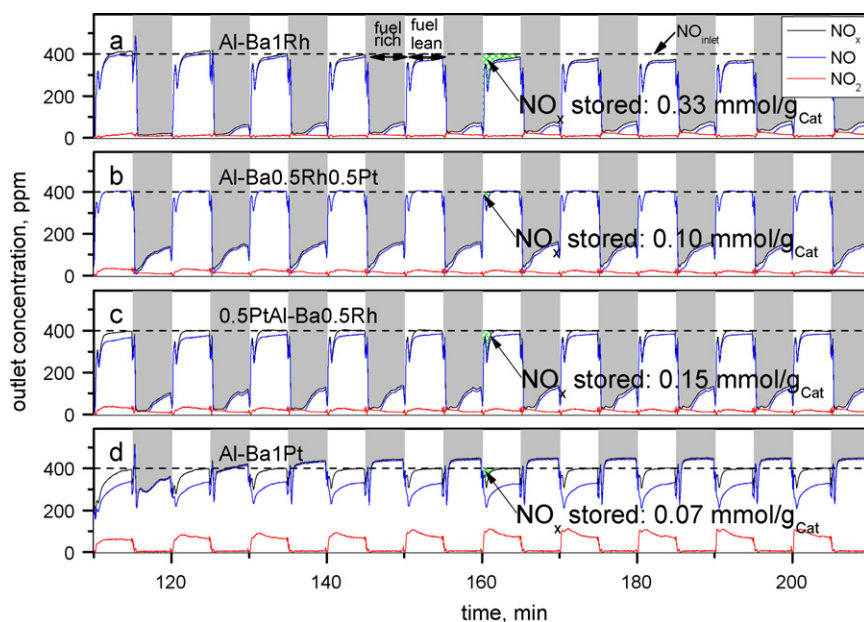 a Al-Ba1Rh
fuel rich
fuel lean
NOinlet
NOx
NO
NO2
400
200
0
NOx stored: 0.33 mmol/gCat
b Al-Ba0.5Rh0.5Pt
400
200
0
NOx stored: 0.10 mmol/gCat
c 0.5PtAl-Ba0.5Rh
400
200
0
NOx stored: 0.15 mmol/gCat
d Al-Ba1Pt
400
200
0
NOx stored: 0.07 mmol/gCat
outlet concentration, ppm
120 140 160 180 200
time, min